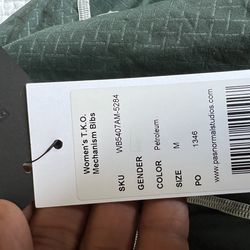 Women's T.K.O.
Mechanism Bibs
SKU WB5407AM-5284
GENDER
COLOR Petroleum
SIZE M
PO 1346
www.pasnormalstudios.com